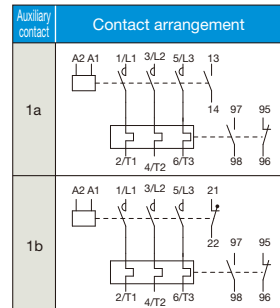 Auxiliary contact
Contact arrangement
1a
A2 A1 1/L1 3/L2 5/L3 13
14 97 95
2/T1 4/T2 6/T3 98 96
1b
A2 A1 1/L1 3/L2 5/L3 21
22 97 95
2/T1 4/T2 6/T3 98 96